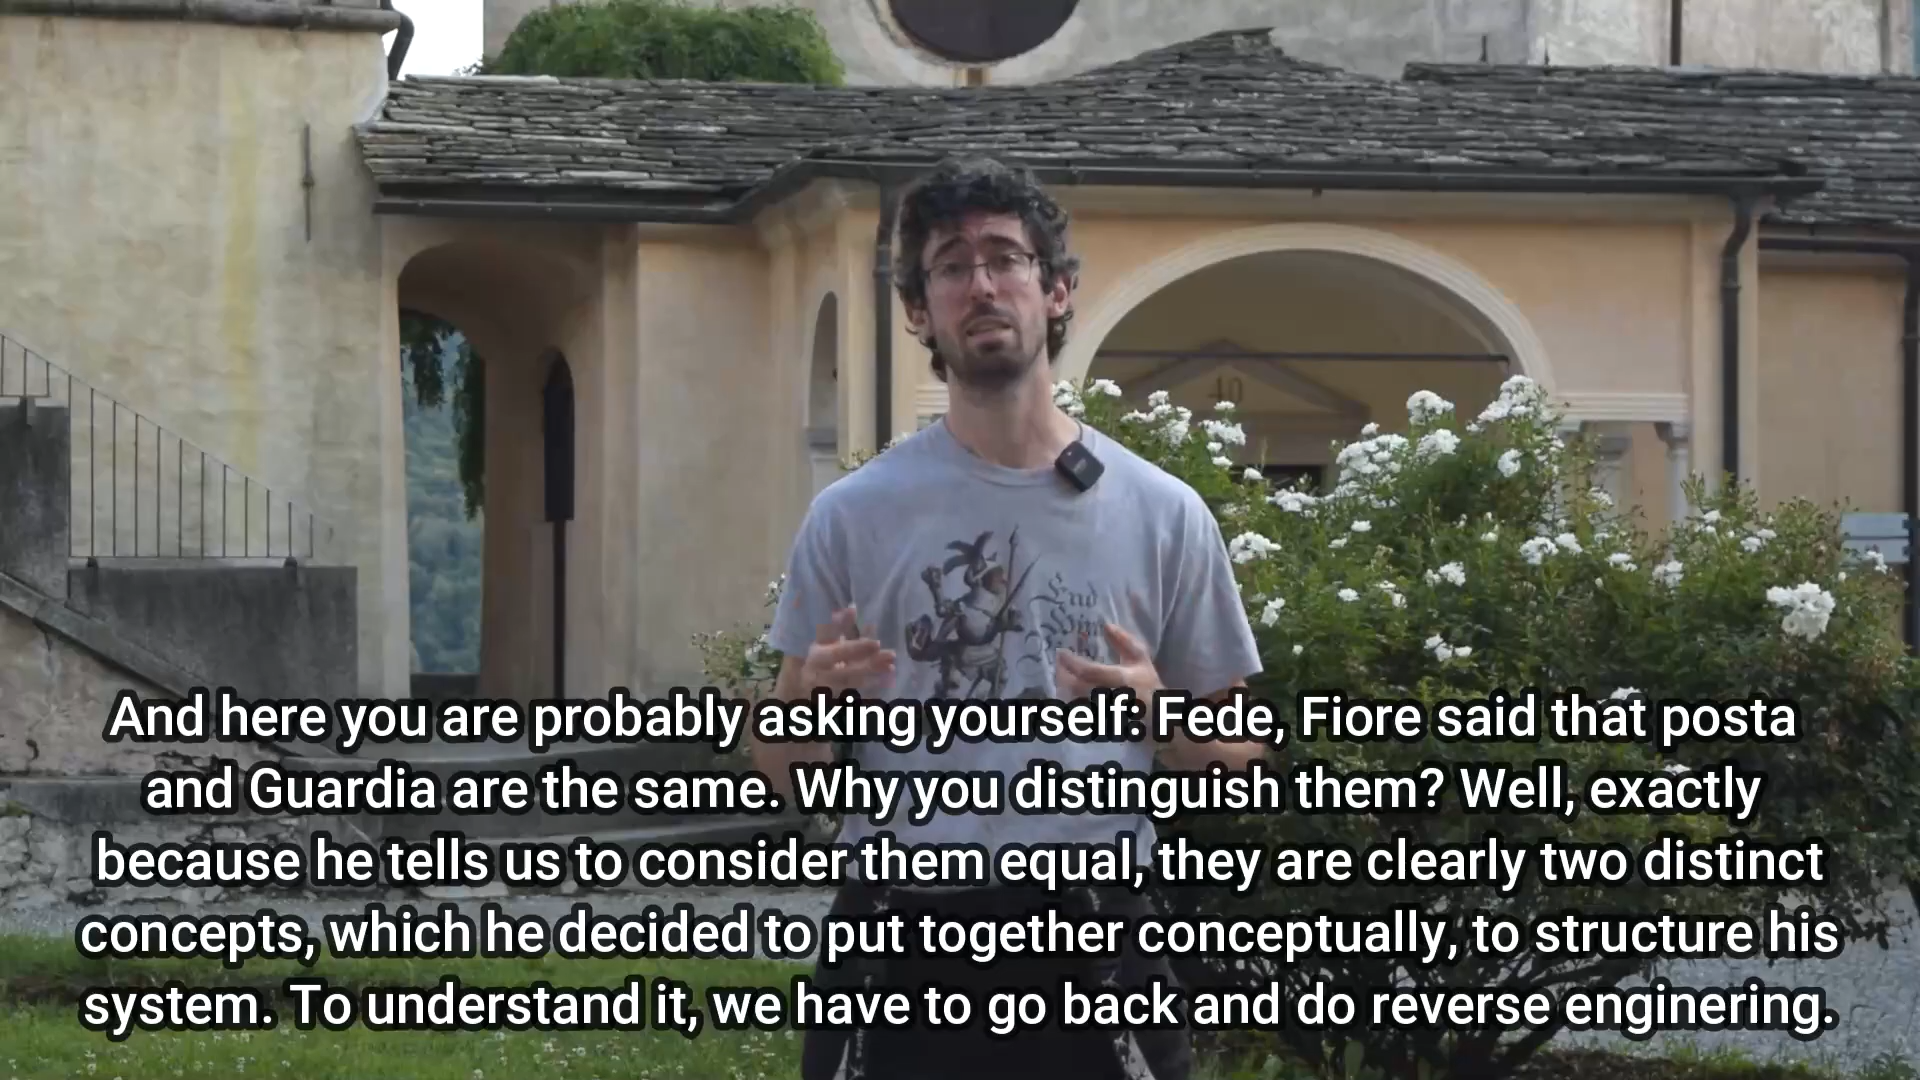 10
End
And here you are probably asking yourself: Fede, Fiore said that posta
and Guardia are the same. Why you distinguish them? Well, exactly
because he tells us to consider them equal, they are clearly two distinct
concepts, which he decided to put together conceptually, to structure his
system. To understand it, we have to go back and do reverse enginering.